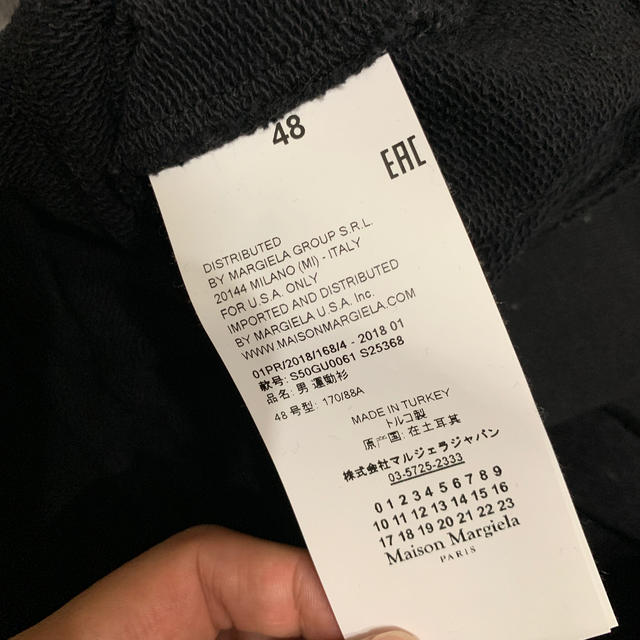 48
EAC
DISTRIBUTED
BY MARGIELA GROUP S.R.L.
20144 MILANO (MI) - ITALY
FOR U.S.A. ONLY
IMPORTED AND DISTRIBUTED
BY MARGIELA U.S.A. Inc.
WWW.MAISONMARGIELA.COM
01PR/2018/168/4 - 2018 01
款号: S50GU0061 S25368
品名: 男 運動衫
48 号型: 170/88A
MADE IN TURKEY
トルコ製
原产国: 在土耳其
株式会社マルジェラジャパン
03-5725-2333
0 1 2 3 4 5 6 7 8 9
10 11 12 13 14 15 16
17 18 19 20 21 22 23
Maison Margiela
PARIS